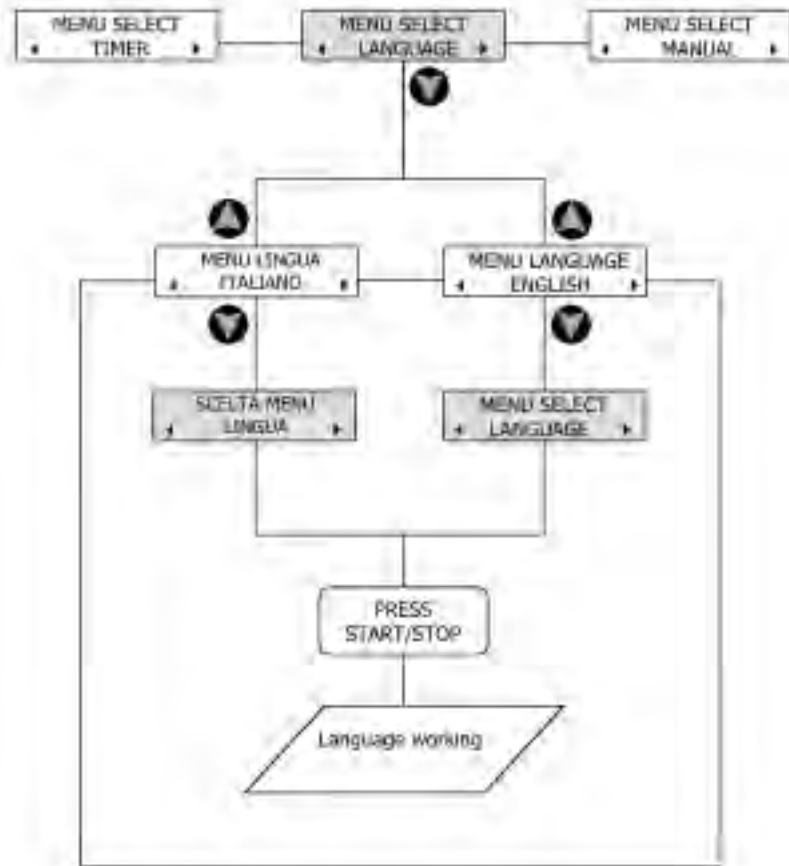 MENU SELECT
TIMER
MENU SELECT
LANGUAGE
MENU SELECT
MANUAL
MENU LINGUA
ITALIANO
MENU LANGUAGE
ENGLISH
SCELTA MENU
LINGUA
MENU SELECT
LANGUAGE
PRESS
START/STOP
Language working